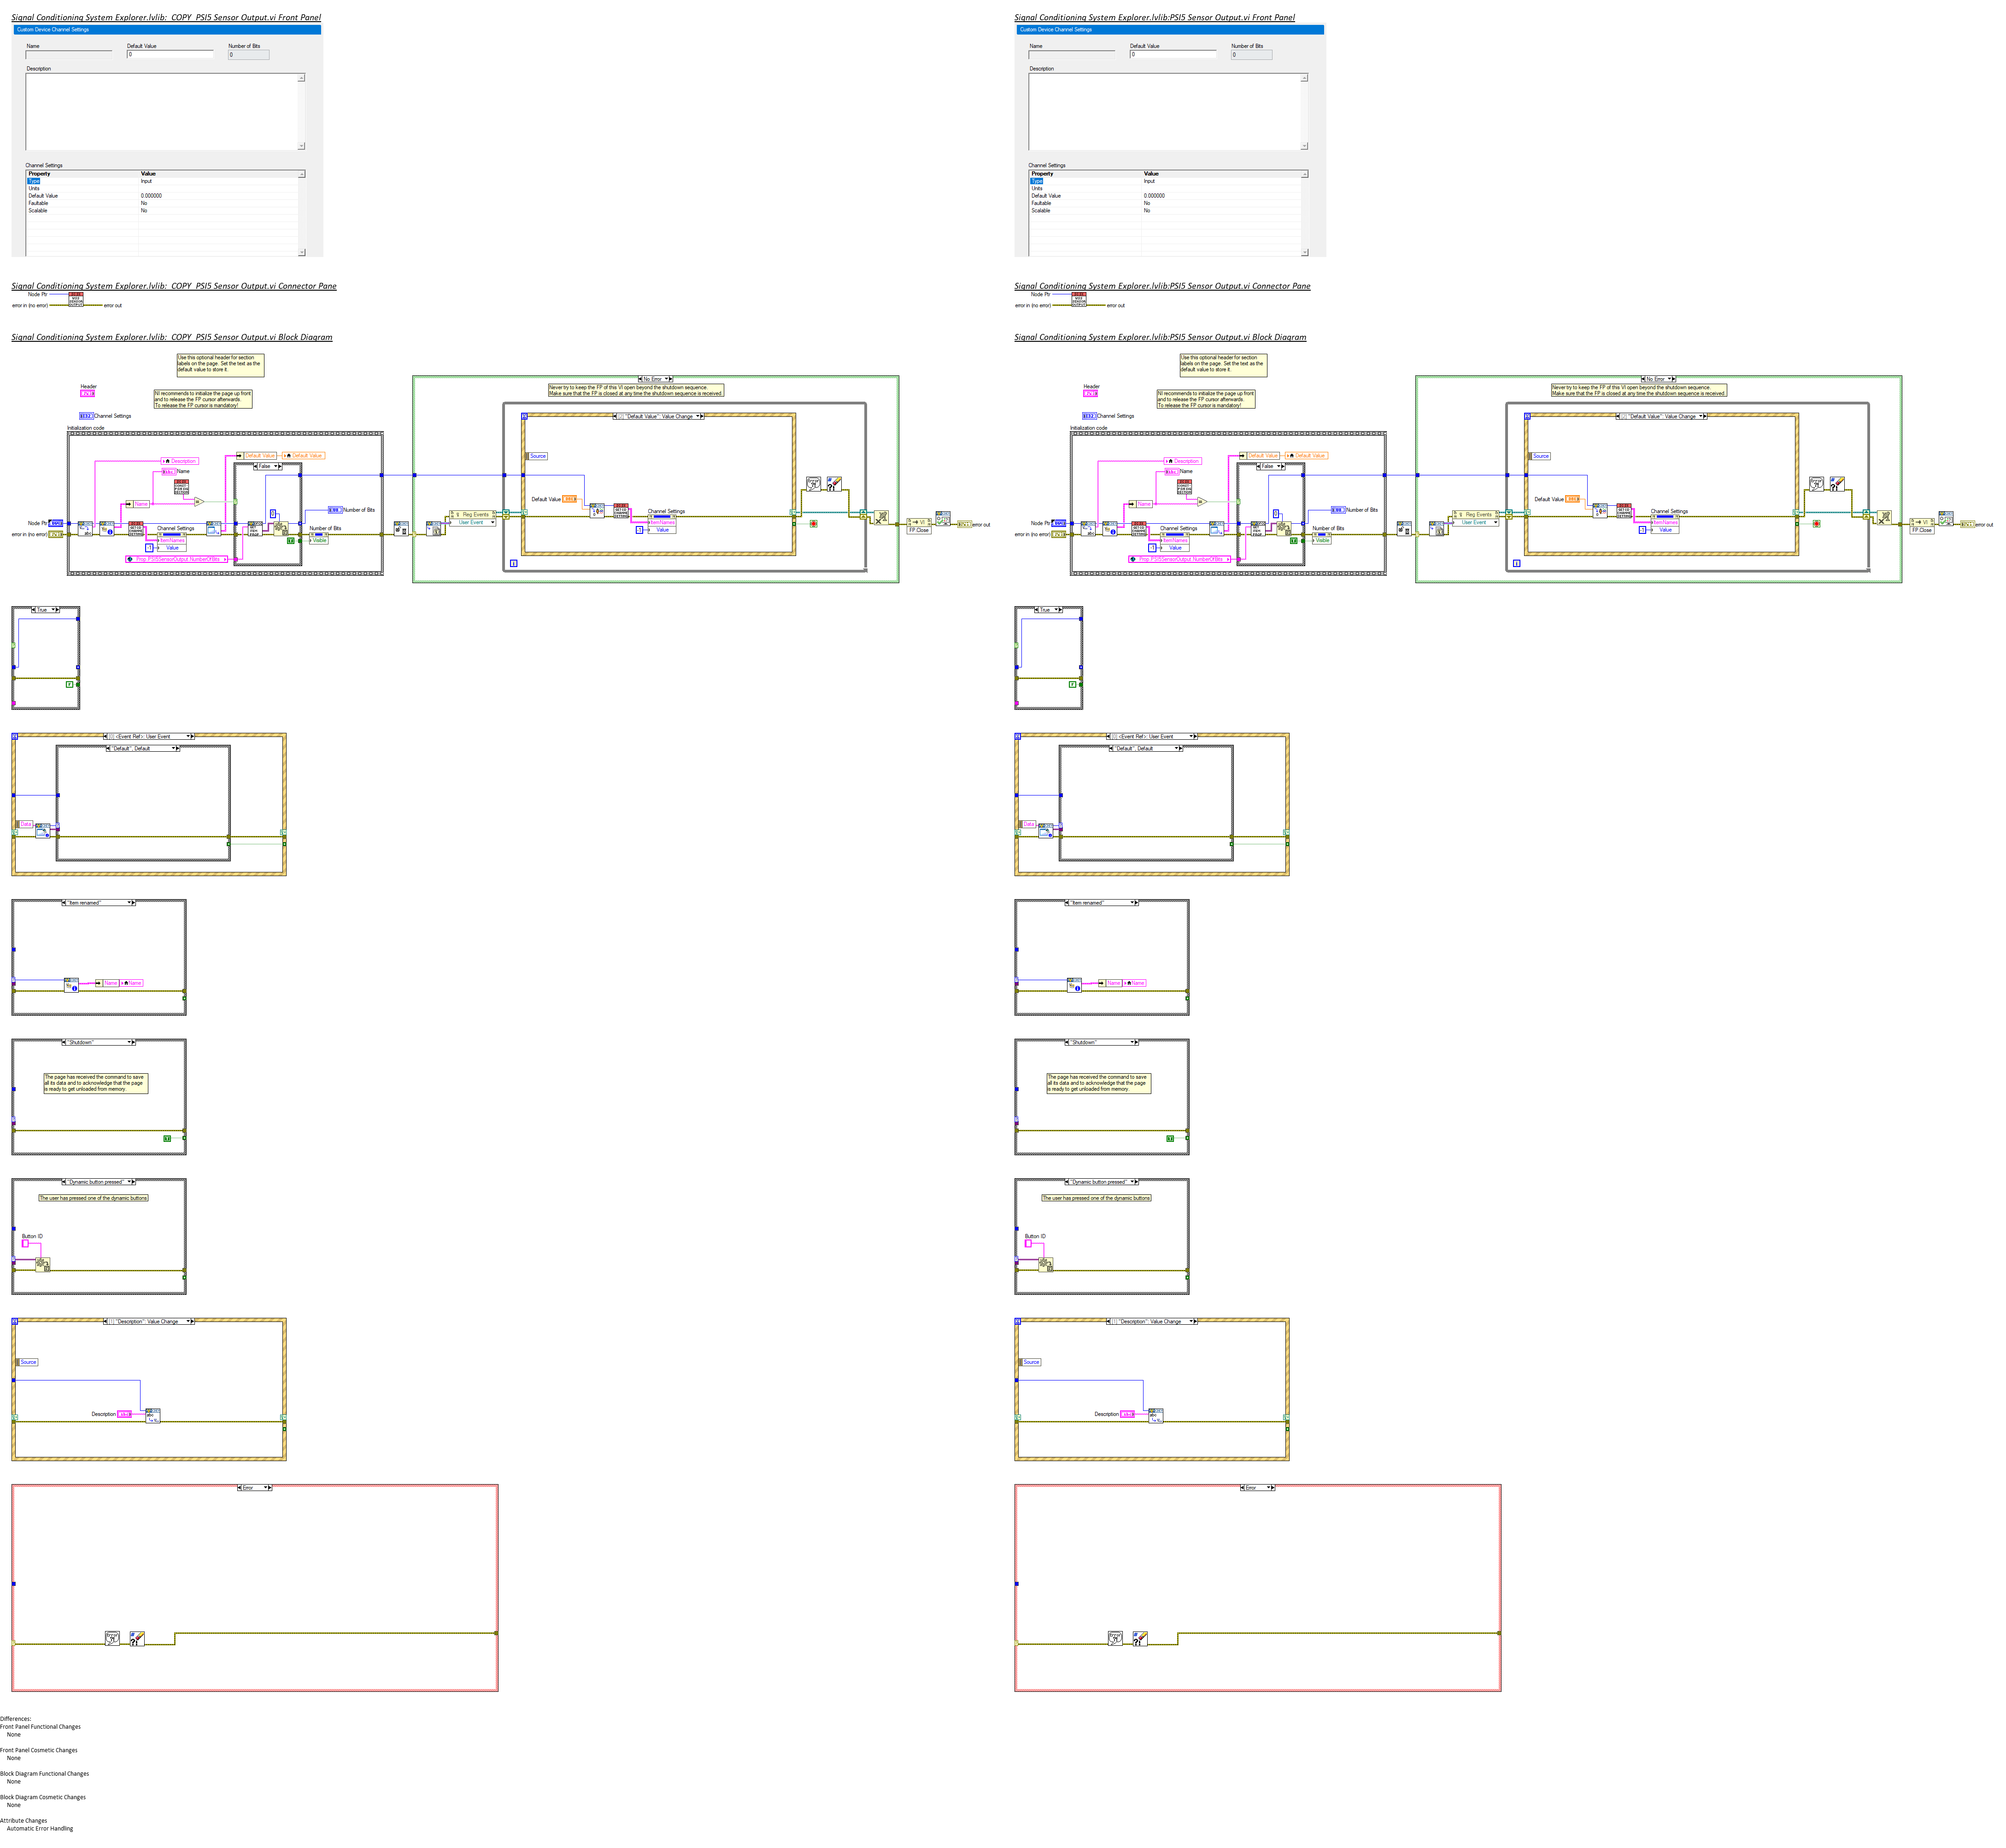 Signal Conditioning System Explorer.lvlib:_COPY_PSI5 Sensor Output.vi Front Panel
Custom Device Channel Settings
Name
Default Value
Number of Bits
0
0
Description
Channel Settings
Property Value
Type Input
Units
Default Value 0.000000
Faultable No
Scalable No
Signal Conditioning System Explorer.lvlib:_COPY_PSI5 Sensor Output.vi Connector Pane
Node Ptr
error in (no error)
error out
Signal Conditioning System Explorer.lvlib:_COPY_PSI5 Sensor Output.vi Block Diagram
Use this optional header for section
labels on the page. Set the text as the
default value to store it.
Header
NI recommends to initialize the page up front
and to release the FP cursor afterwards.
To release the FP cursor is mandatory!
Channel Settings
Initialization code
Description
Name
Name
Default Value
Default Value
False
Node Ptr
error in (no error)
Channel Settings
ItemNames
-1
Value
Prop PSI5SensorOutput NumberOfBits
0
Number of Bits
Number of Bits
Visible
No Error
Never try to keep the FP of this VI open beyond the shutdown sequence.
Make sure that the FP is closed at any time the shutdown sequence is received.
[2] "Default Value": Value Change
Source
Default Value
Channel Settings
ItemNames
-1
Value
Reg Events
User Event
VI
FP Close
error out
True
F
[0] <Event Ref>: User Event
"Default", Default
Data
"Item renamed"
Name
Name
"Shutdown"
The page has received the command to save
all its data and to acknowledge that the page
is ready to get unloaded from memory.
"Dynamic button pressed"
The user has pressed one of the dynamic buttons
Button ID
[1] "Description": Value Change
Source
Description
Error
Signal Conditioning System Explorer.lvlib:PSI5 Sensor Output.vi Front Panel
Custom Device Channel Settings
Name
Default Value
Number of Bits
0
0
Description
Channel Settings
Property Value
Type Input
Units
Default Value 0.000000
Faultable No
Scalable No
Signal Conditioning System Explorer.lvlib:PSI5 Sensor Output.vi Connector Pane
Node Ptr
error in (no error)
error out
Signal Conditioning System Explorer.lvlib:PSI5 Sensor Output.vi Block Diagram
Use this optional header for section
labels on the page. Set the text as the
default value to store it.
Header
NI recommends to initialize the page up front
and to release the FP cursor afterwards.
To release the FP cursor is mandatory!
Channel Settings
Initialization code
Description
Name
Name
Default Value
Default Value
False
Node Ptr
error in (no error)
Channel Settings
ItemNames
-1
Value
Prop PSI5SensorOutput NumberOfBits
0
Number of Bits
Number of Bits
Visible
No Error
Never try to keep the FP of this VI open beyond the shutdown sequence.
Make sure that the FP is closed at any time the shutdown sequence is received.
[2] "Default Value": Value Change
Source
Default Value
Channel Settings
ItemNames
-1
Value
Reg Events
User Event
VI
FP Close
error out
True
F
[0] <Event Ref>: User Event
"Default", Default
Data
"Item renamed"
Name
Name
"Shutdown"
The page has received the command to save
all its data and to acknowledge that the page
is ready to get unloaded from memory.
"Dynamic button pressed"
The user has pressed one of the dynamic buttons
Button ID
[1] "Description": Value Change
Source
Description
Error
Differences:
Front Panel Functional Changes
None
Front Panel Cosmetic Changes
None
Block Diagram Functional Changes
None
Block Diagram Cosmetic Changes
None
Attribute Changes
Automatic Error Handling